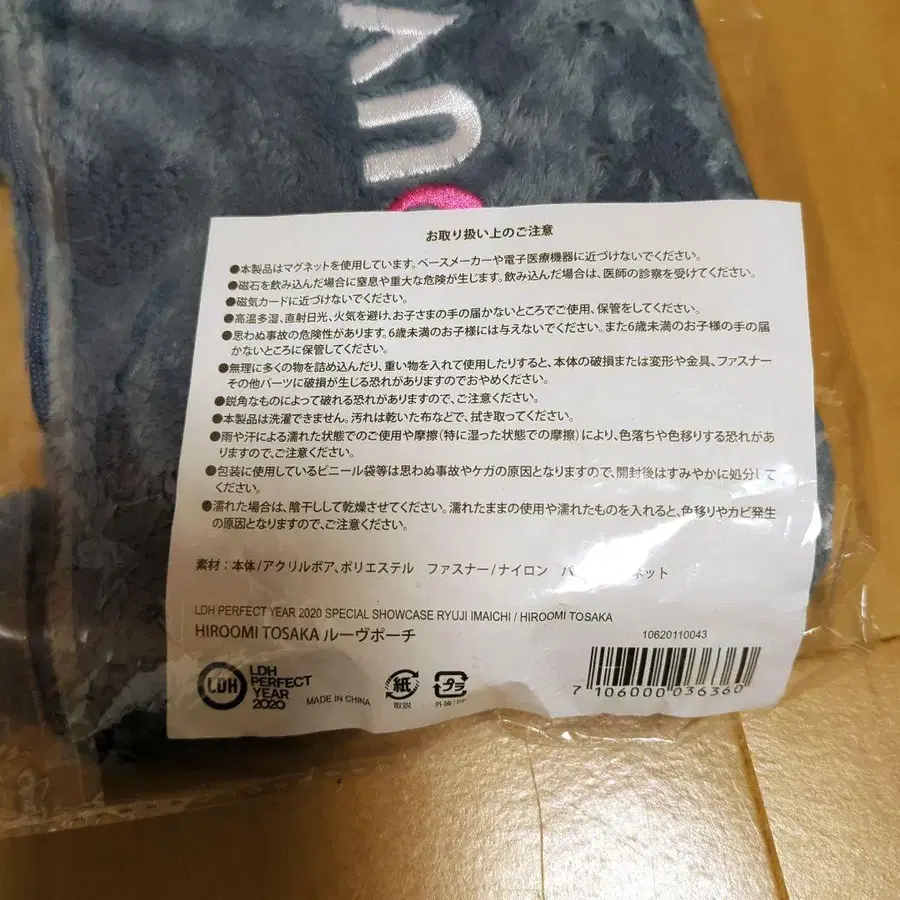 UM
お取り扱い上のご注意
●本製品はマグネットを使用しています。ペースメーカーや電子医療機器に近づけないでください。
●磁石を飲み込んだ場合に窒息や重大な危険が生じます。飲み込んだ場合は、医師の診察を受けてください。
●磁気カードに近づけないでください。
●高温多湿、直射日光、火気を避け、お子さまの手の届かないところでご使用、保管をしてください。
●思わぬ事故の危険性があります。6歳未満のお子様には与えないでください。また6歳未満のお子様の手の届
かないところに保管してください。
●無理に多くの物を詰め込んだり、重い物を入れて使用したりすると、本体の破損または変形や金具、ファスナー
その他パーツに破損が生じる恐れがありますのでおやめください。
●鋭角なものによって破れる恐れがありますので、ご注意ください。
●本製品は洗濯できません。汚れは乾いた布などで、拭き取ってください。
●雨や汗による濡れた状態でのご使用や摩擦(特に湿った状態での摩擦)により、色落ちや色移りする恐れがあ
りますので、ご注意ください。
●包装に使用しているビニール袋等は思わぬ事故やケガの原因となりますので、開封後はすみやかに処分して
ください。
●濡れた場合は、陰干しして乾燥させてください。濡れたままの使用や濡れたものを入れると、色移りやカビ発生
の原因となりますので、ご注意ください。
素材：本体/アクリルボア、ポリエステル ファスナー/ナイロン ネット
LDH PERFECT YEAR 2020 SPECIAL SHOWCASE RYUJI IMAICHI / HIROOMI TOSAKA
HIROOMI TOSAKA ルーヴポーチ
10620110043
LDH
LDH
PERFECT
YEAR
2020
MADE IN CHINA
紙
取説
プラ
外装:PP
7 106000 036360